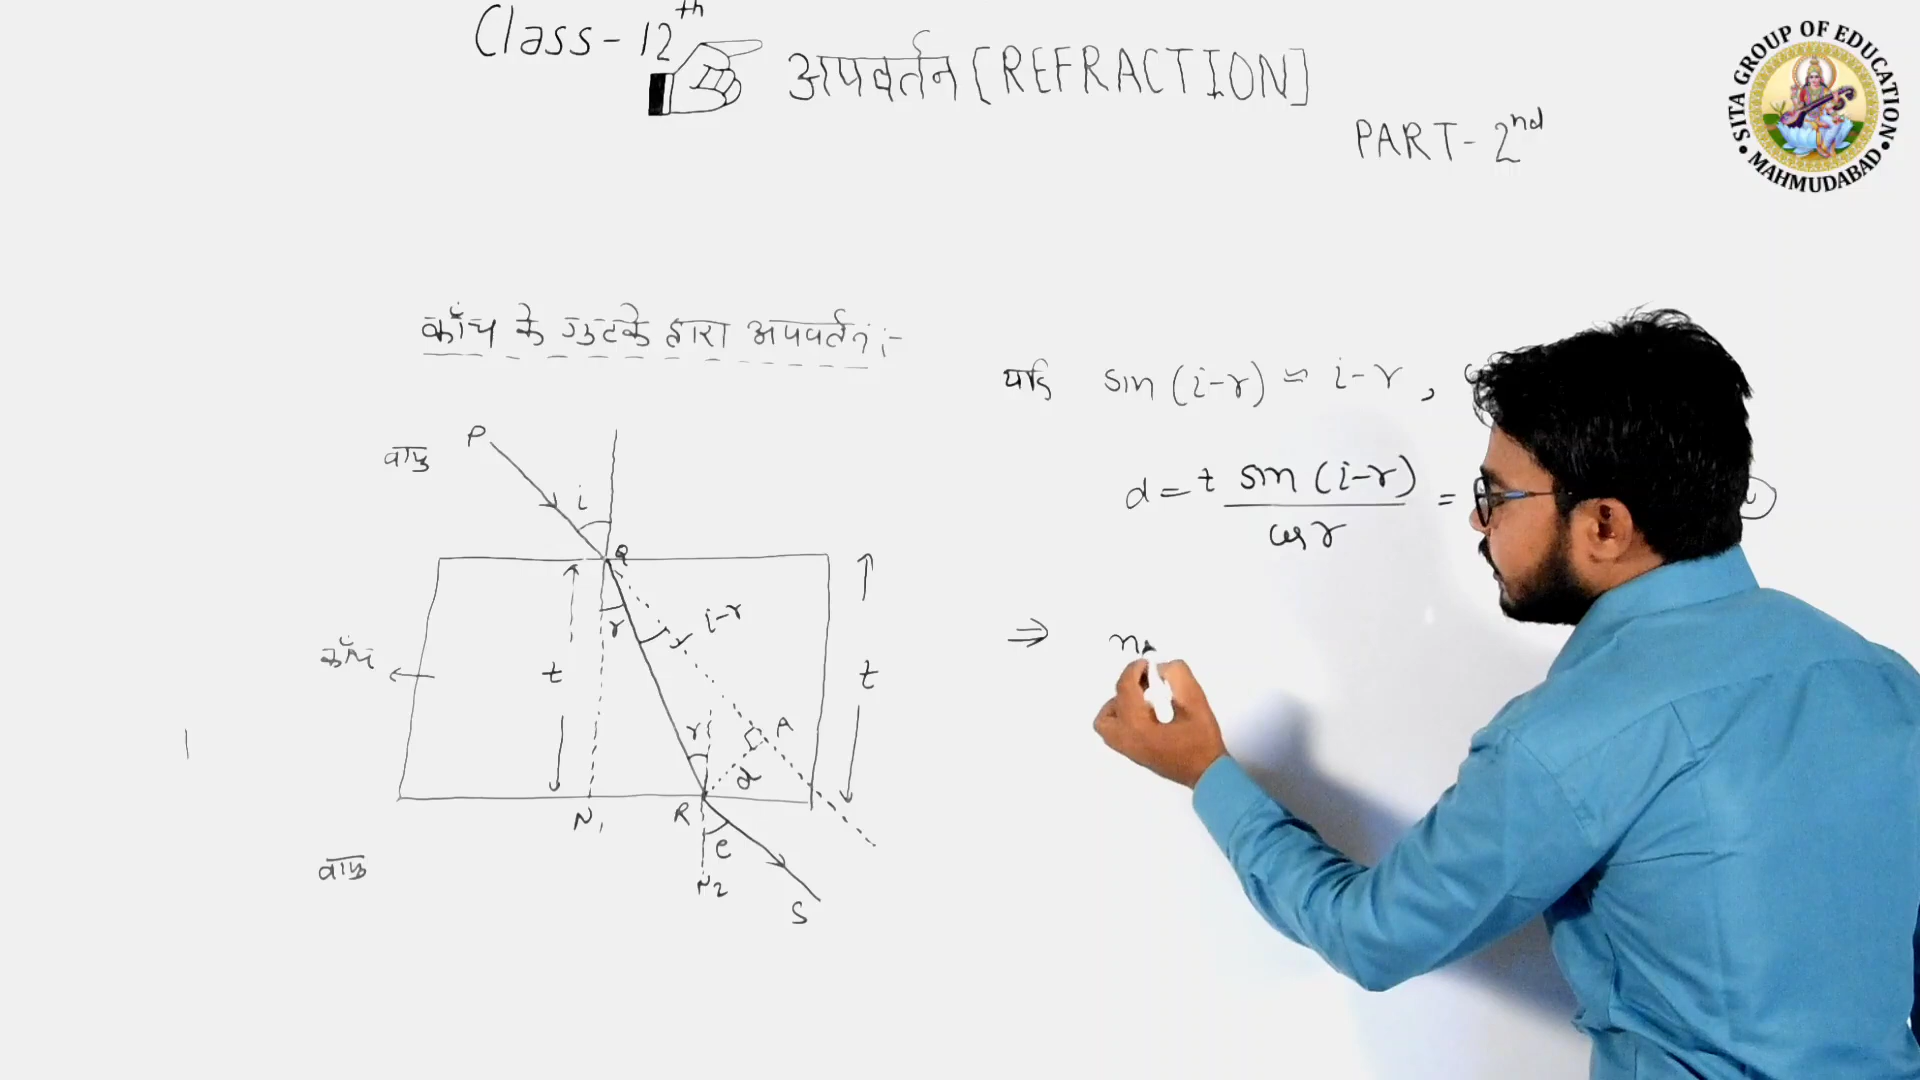 Class-12th
अपवर्तन [REFRACTION]
PART-2nd
SITA GROUP OF EDUCATION
• MAHMUDABAD •
काँच के गुटके द्वारा अपवर्तन :-
यदि sin (i-r) ≈ i-r ,
d = t sin (i-r) / cos r =
⇒ n
P
वायु
i
Q
r
i-r
काँच
t
t
r
A
d
N1
R
e
वायु
N2
S